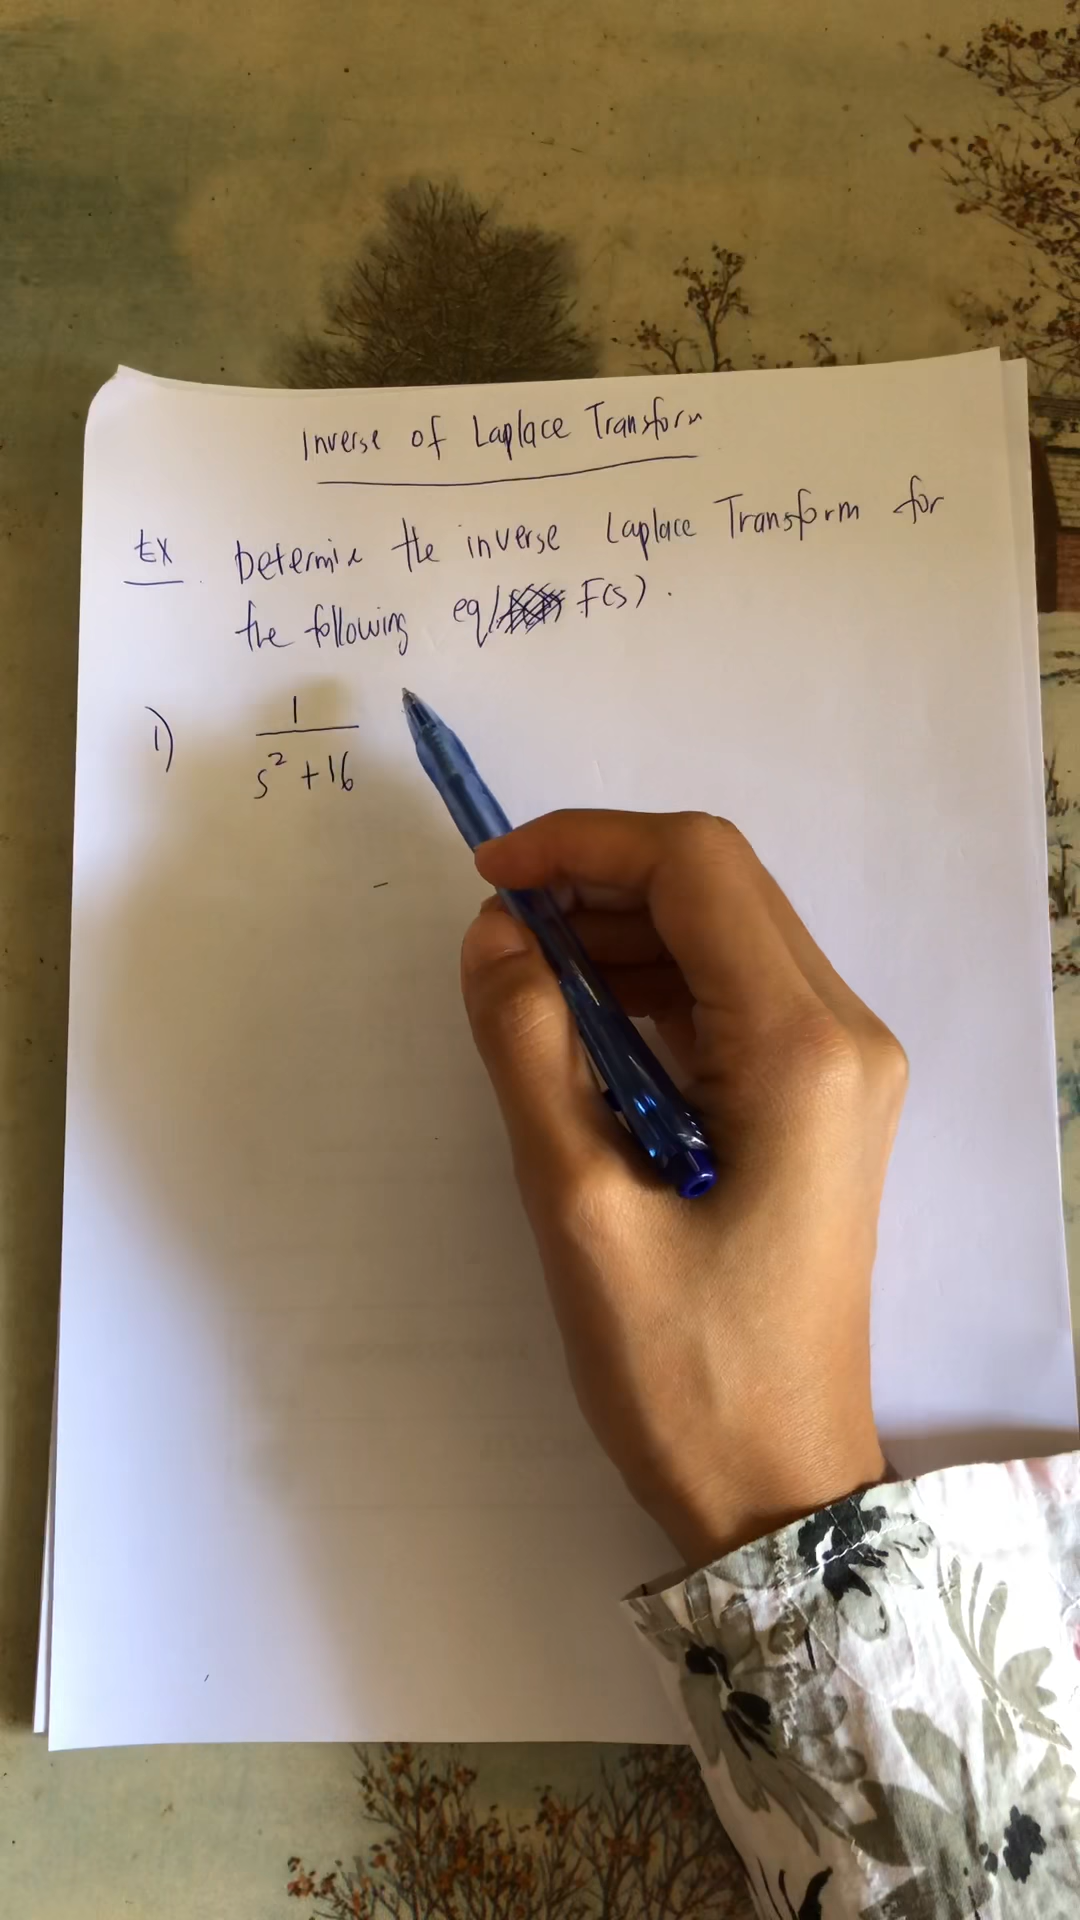 Inverse of Laplace Transform
Ex. Determine the inverse Laplace Transform for
the following eq/ F(s).
1) 1
s² + 16